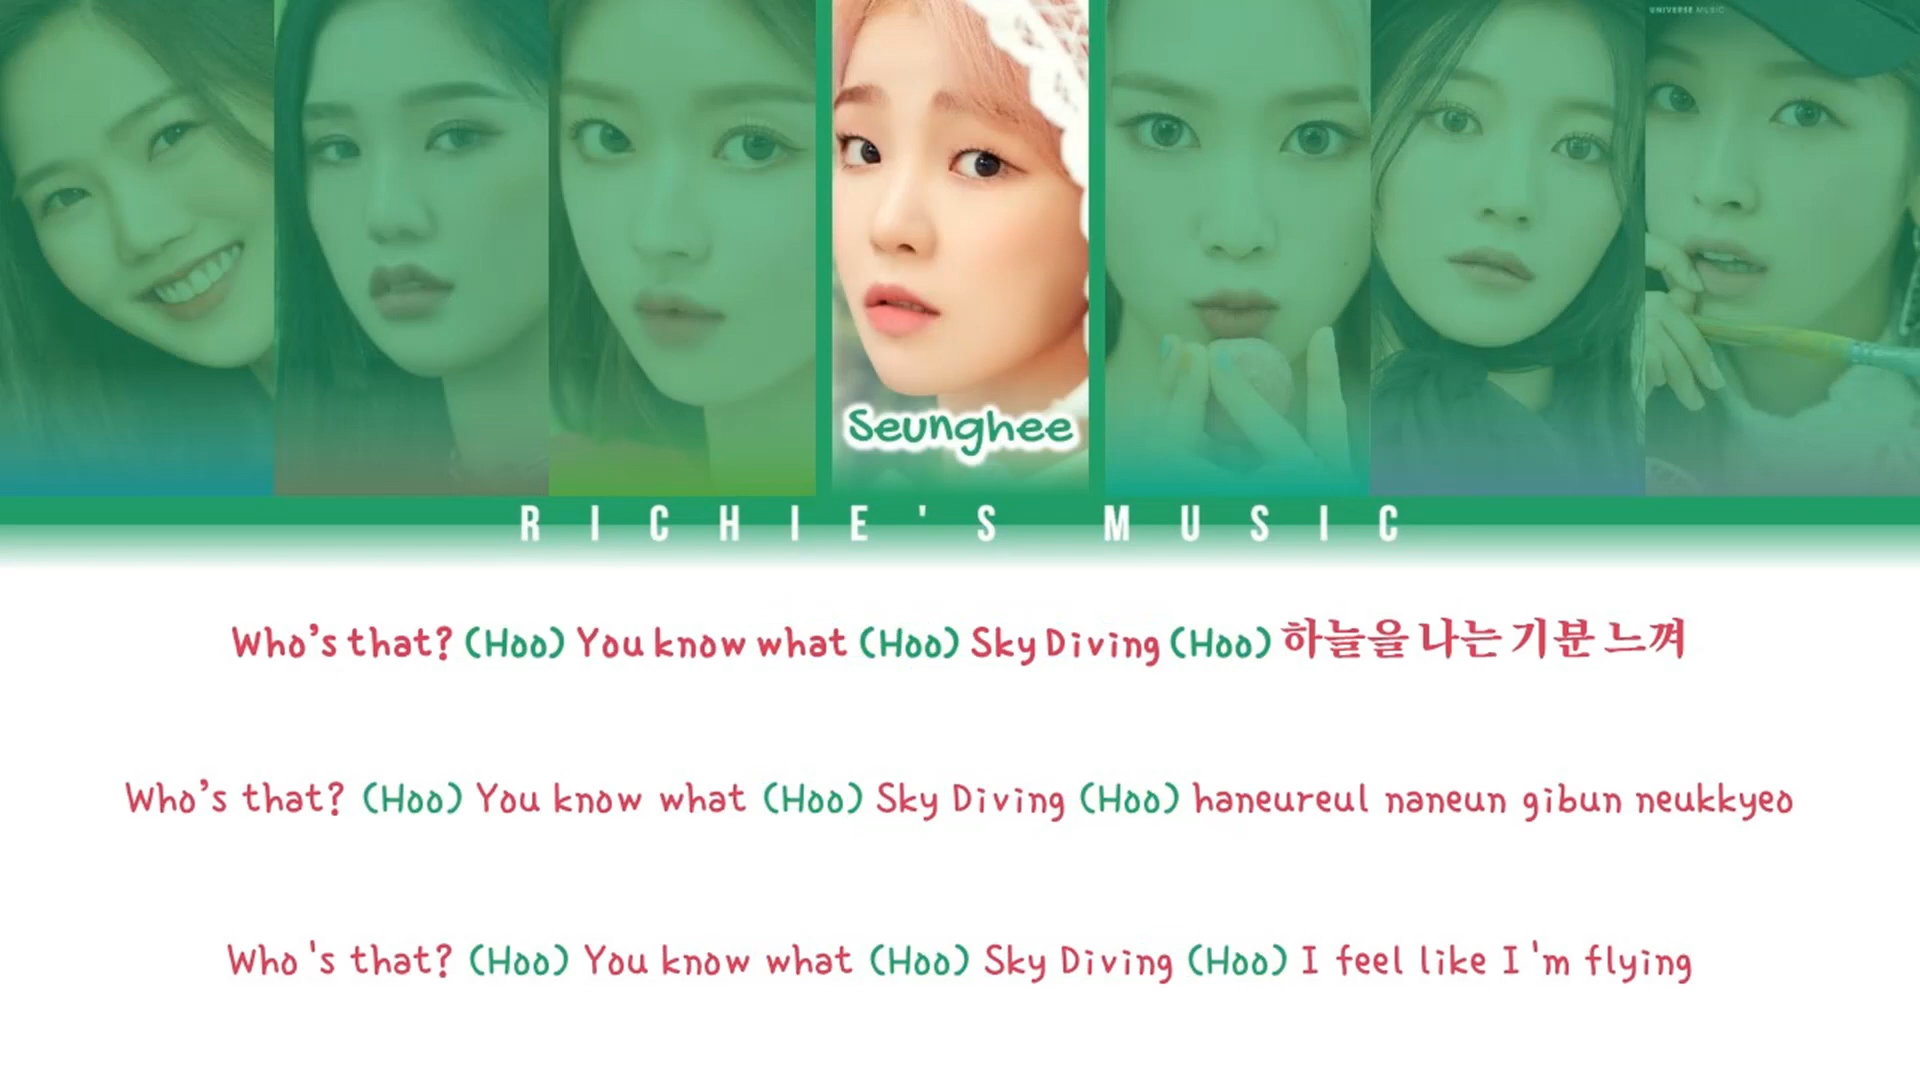 UNIVERSE MUSIC
Seunghee
RICHIE'S MUSIC
Who's that? (Hoo) You know what (Hoo) Sky Diving (Hoo) 하늘을 나는 기분 느껴
Who's that? (Hoo) You know what (Hoo) Sky Diving (Hoo) haneureul naneun gibun neukkyeo
Who's that? (Hoo) You know what (Hoo) Sky Diving (Hoo) I feel like I'm flying